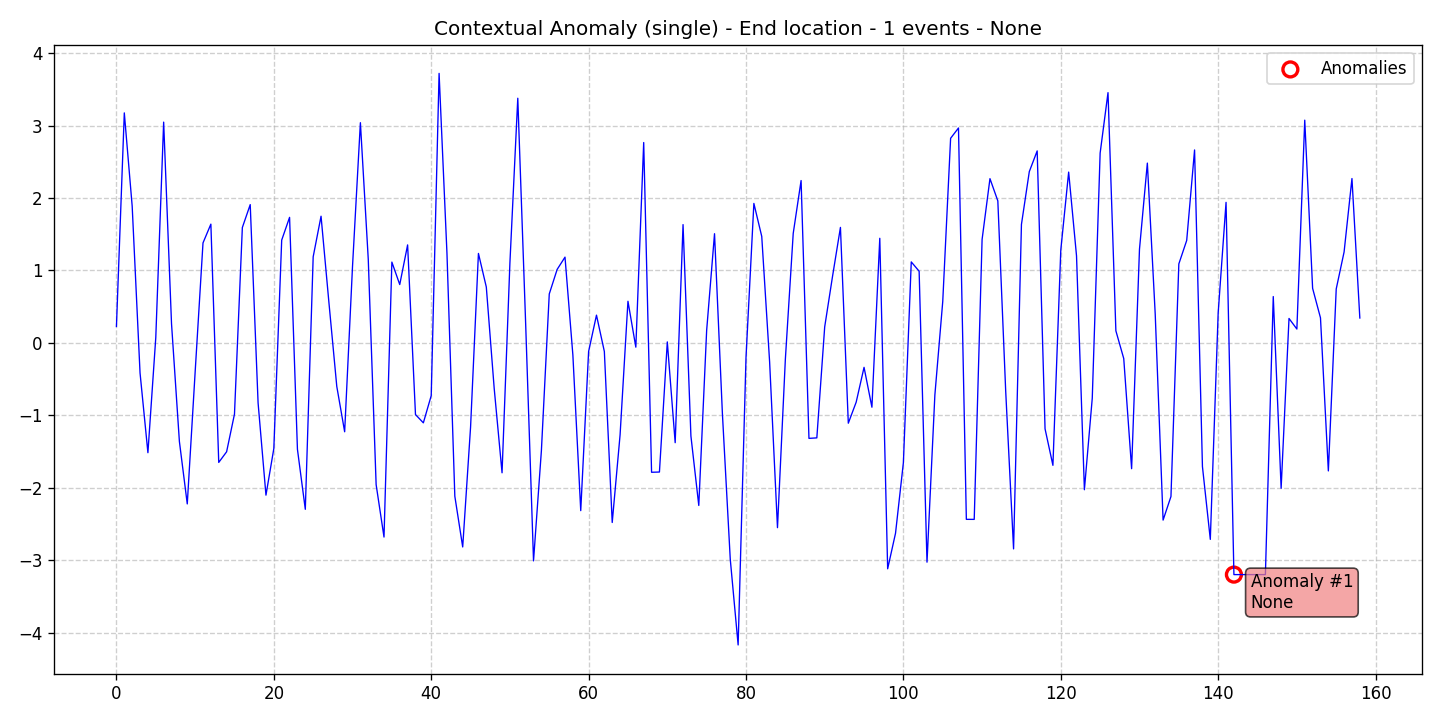 Contextual Anomaly (single) - End location - 1 events - None
4
3
2
1
0
−1
−2
−3
−4
Anomalies
Anomaly #1
None
0 20 40 60 80 100 120 140 160